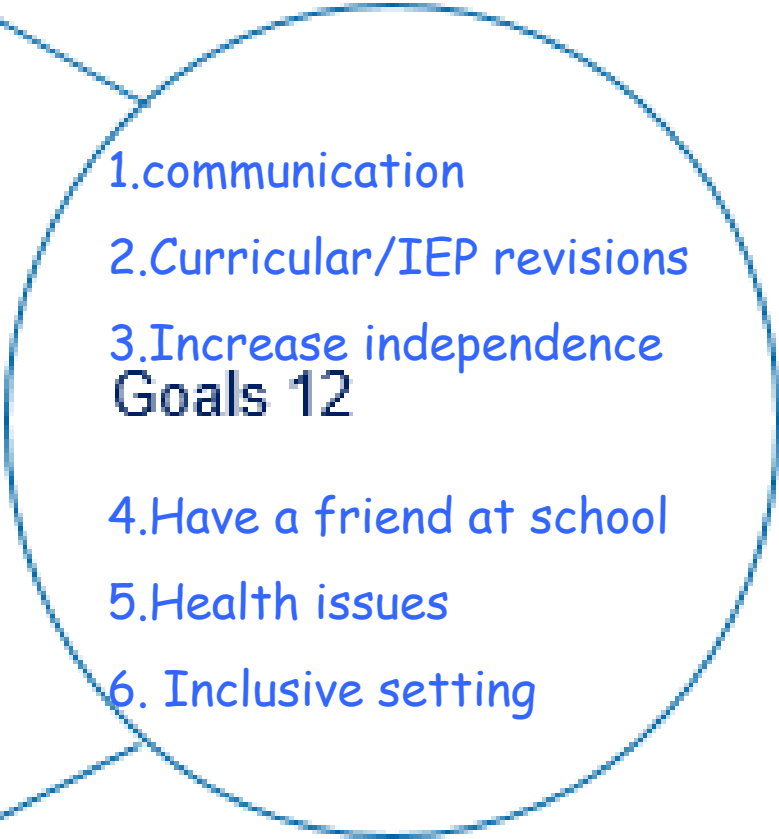 1.communication
2.Curricular/IEP revisions
3.Increase independence
Goals 12
4.Have a friend at school
5.Health issues
6. Inclusive setting